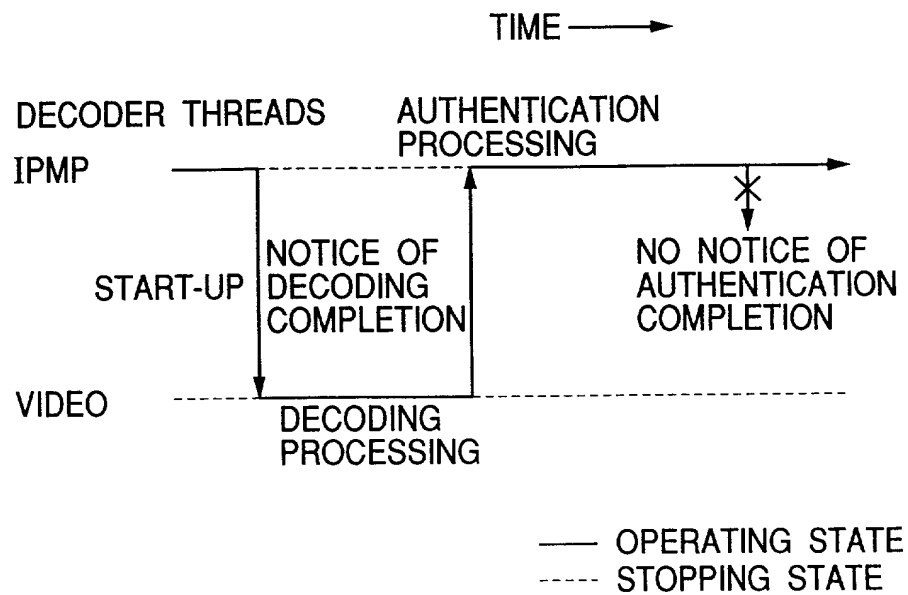 TIME
DECODER THREADS
AUTHENTICATION
PROCESSING
IPMP
START-UP
NOTICE OF
DECODING
COMPLETION
NO NOTICE OF
AUTHENTICATION
COMPLETION
VIDEO
DECODING
PROCESSING
OPERATING STATE
STOPPING STATE